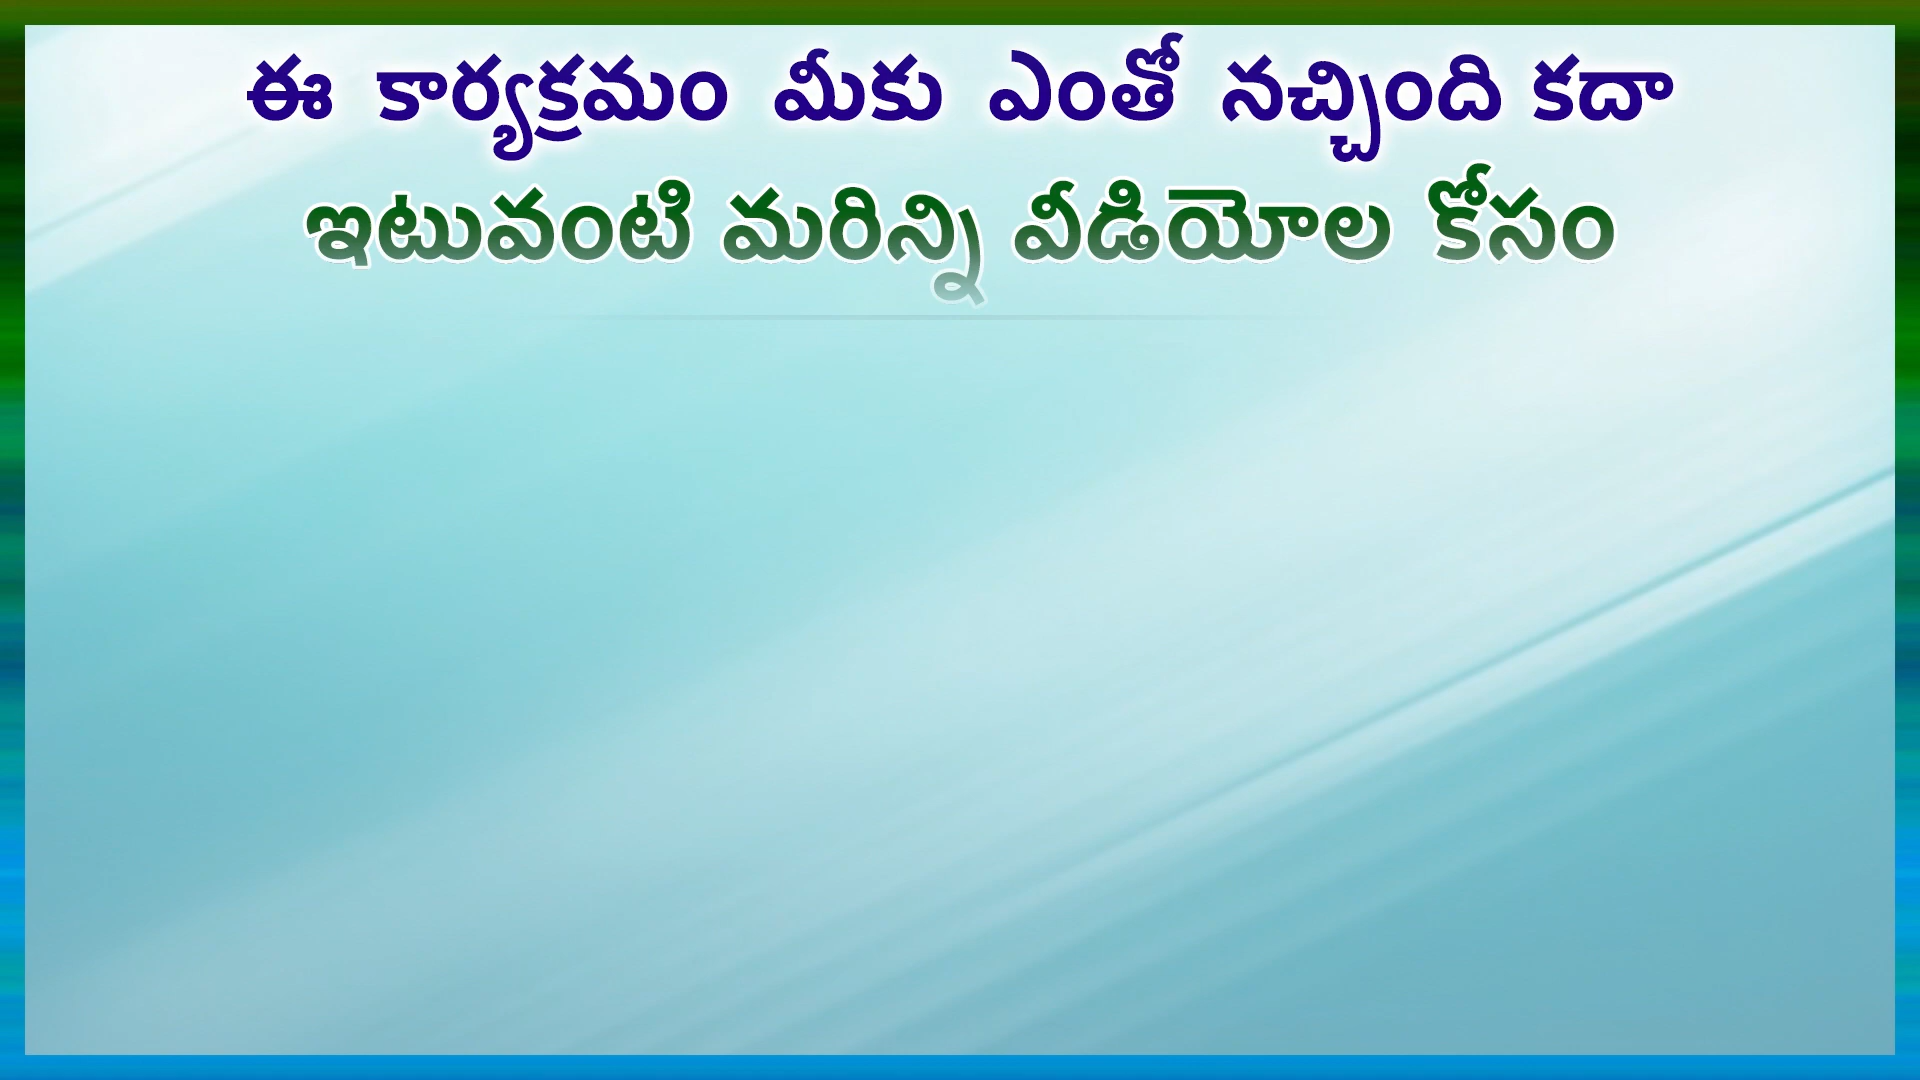 ఈ కార్యక్రమం మీకు ఎంతో నచ్చింది కదా
ఇటువంటి మరిన్ని వీడియోల కోసం